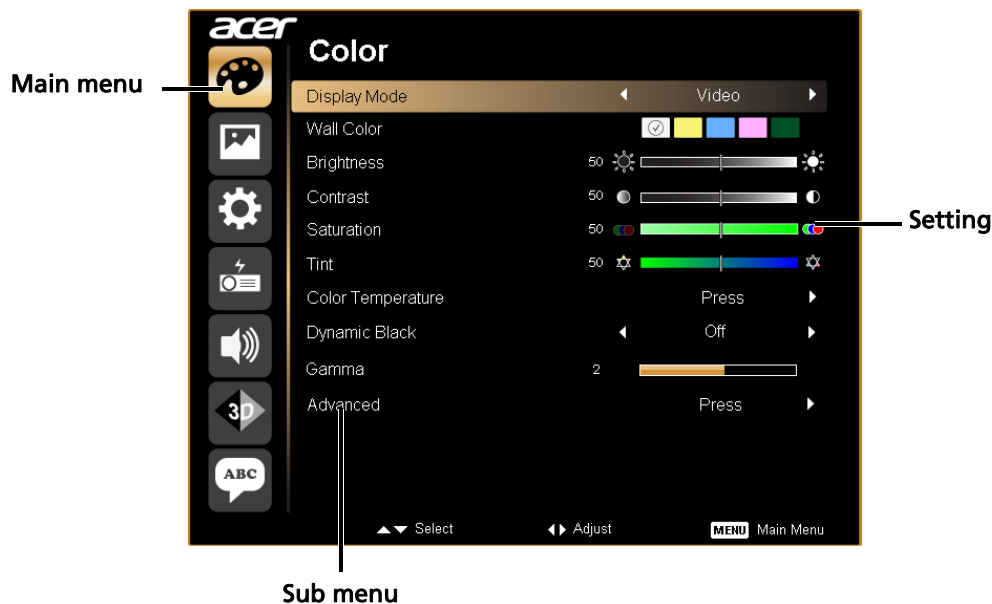 acer
Color
Main menu
Display Mode Video
Wall Color
Brightness 50
Contrast 50
Saturation 50
Setting
Tint 50
Color Temperature Press
Dynamic Black Off
Gamma 2
3D
Advanced Press
ABC
Select Adjust MENU Main Menu
Sub menu